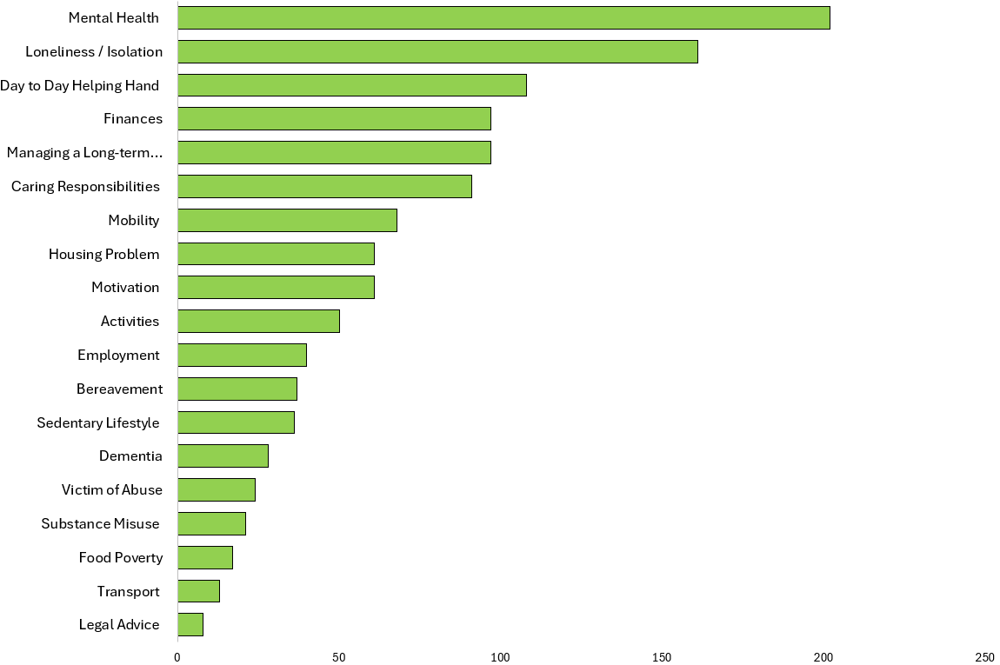 Mental Health
Loneliness / Isolation
Day to Day Helping Hand
Finances
Managing a Long-term...
Caring Responsibilities
Mobility
Housing Problem
Motivation
Activities
Employment
Bereavement
Sedentary Lifestyle
Dementia
Victim of Abuse
Substance Misuse
Food Poverty
Transport
Legal Advice
0 50 100 150 200 250